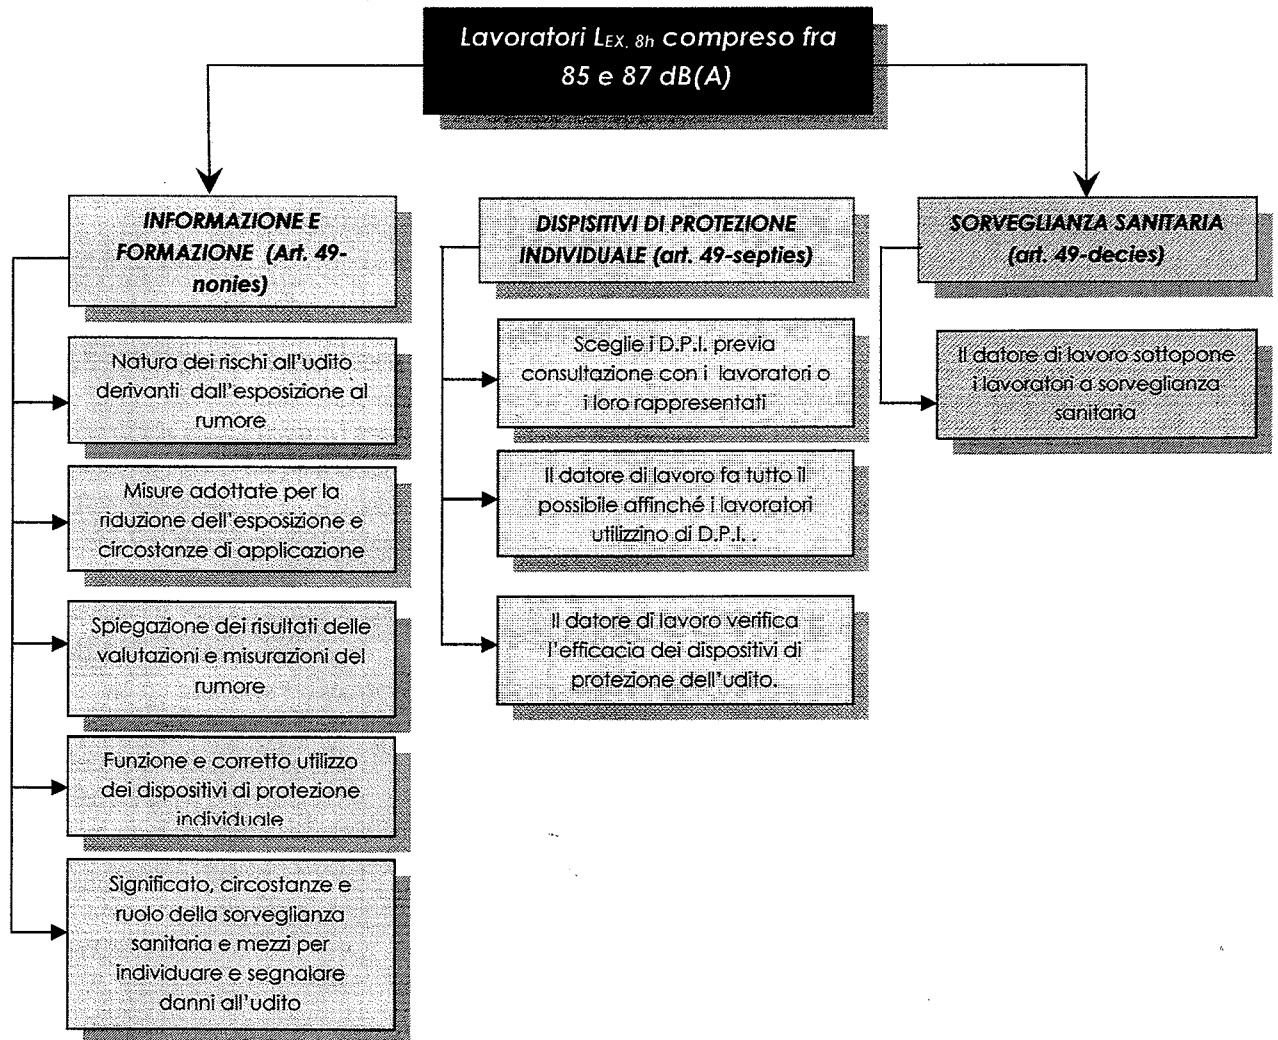 Lavoratori LEX, 8h compreso fra
85 e 87 dB(A)
INFORMAZIONE E
FORMAZIONE (Art. 49-
nonies)
Natura dei rischi all'udito
derivanti dall'esposizione al
rumore
Misure adottate per la
riduzione dell'esposizione e
circostanze di applicazione
Spiegazione dei risultati delle
valutazioni e misurazioni del
rumore
Funzione e corretto utilizzo
dei dispositivi di protezione
individuale
Significato, circostanze e
ruolo della sorveglianza
sanitaria e mezzi per
individuare e segnalare
danni all'udito
DISPOSITIVI DI PROTEZIONE
INDIVIDUALE (art. 49-septies)
Sceglie i D.P.I. previa
consultazione con i lavoratori o
i loro rappresentati
Il datore di lavoro fa tutto il
possibile affinché i lavoratori
utilizzino di D.P.I. .
Il datore di lavoro verifica
l'efficacia dei dispositivi di
protezione dell'udito.
SORVEGLIANZA SANITARIA
(art. 49-decies)
Il datore di lavoro sottopone
i lavoratori a sorveglianza
sanitaria